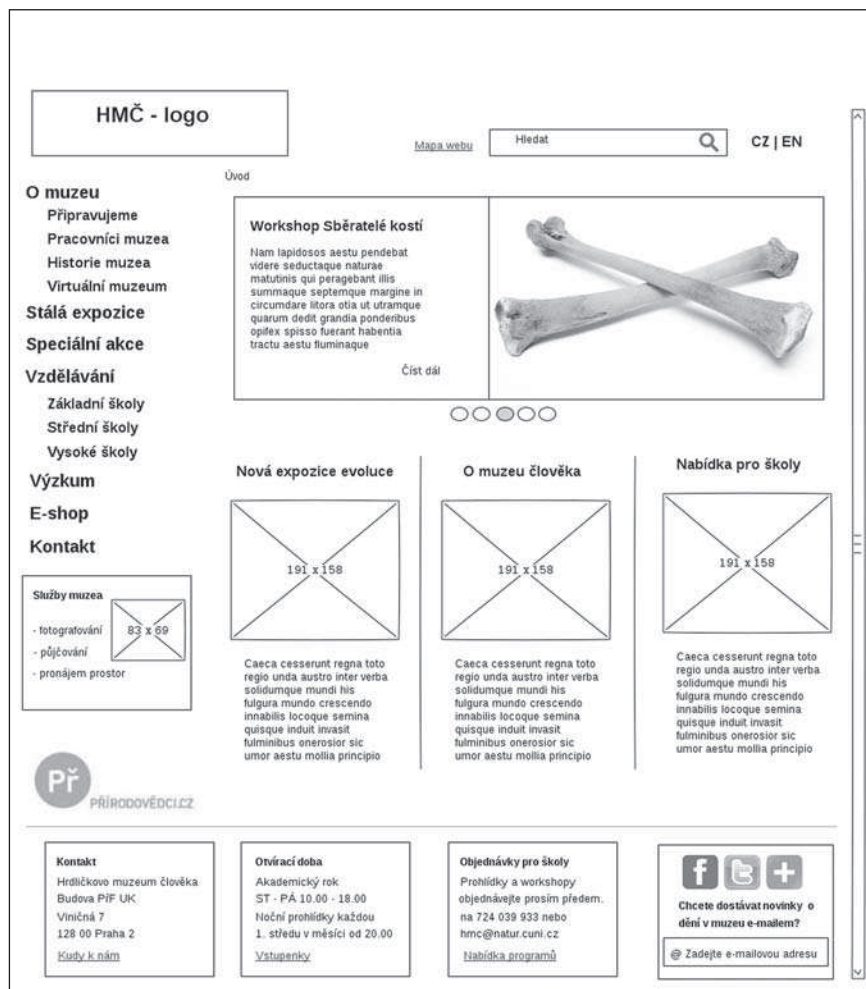 HMČ - logo
Mapa webu
Hledat
CZ | EN
Úvod
O muzeu
Připravujeme
Pracovníci muzea
Historie muzea
Virtuální muzeum
Stálá expozice
Speciální akce
Vzdělávání
Základní školy
Střední školy
Vysoké školy
Výzkum
E-shop
Kontakt
Služby muzea
- fotografování
- půjčování
- pronájem prostor
83 x 69
Př
PŘÍRODOVĚDCI.CZ
Workshop Sběratelé kostí
Nam lapidosos aestu pendebat
videre seductaque naturae
matutinis qui peragebant illis
summaque septemque margine in
circumdare litora otia ut utramque
quarum dedit grandia ponderibus
opifex spisso fuerant habentia
tractu aestu fluminaque
Číst dál
Nová expozice evoluce
191 x 158
Caeca cesserunt regna toto
regio unda austro inter verba
solidumque mundi his
fulgura mundo crescendo
innabilis locoque semina
quisque induit invasit
fulminibus onerosior sic
umor aestu mollia principio
O muzeu člověka
191 x 158
Caeca cesserunt regna toto
regio unda austro inter verba
solidumque mundi his
fulgura mundo crescendo
innabilis locoque semina
quisque induit invasit
fulminibus onerosior sic
umor aestu mollia principio
Nabídka pro školy
191 x 158
Caeca cesserunt regna toto
regio unda austro inter verba
solidumque mundi his
fulgura mundo crescendo
innabilis locoque semina
quisque induit invasit
fulminibus onerosior sic
umor aestu mollia principio
Kontakt
Hrdličkovo muzeum člověka
Budova PřF UK
Viničná 7
128 00 Praha 2
Kudy k nám
Otvírací doba
Akademický rok
ST - PÁ 10.00 - 18.00
Noční prohlídky každou
1. středu v měsíci od 20.00
Vstupenky
Objednávky pro školy
Prohlídky a workshopy
objednávejte prosím předem.
na 724 039 933 nebo
hmc@natur.cuni.cz
Nabídka programů
f t +
Chcete dostávat novinky o
dění v muzeu e-mailem?
@ Zadejte e-mailovou adresu